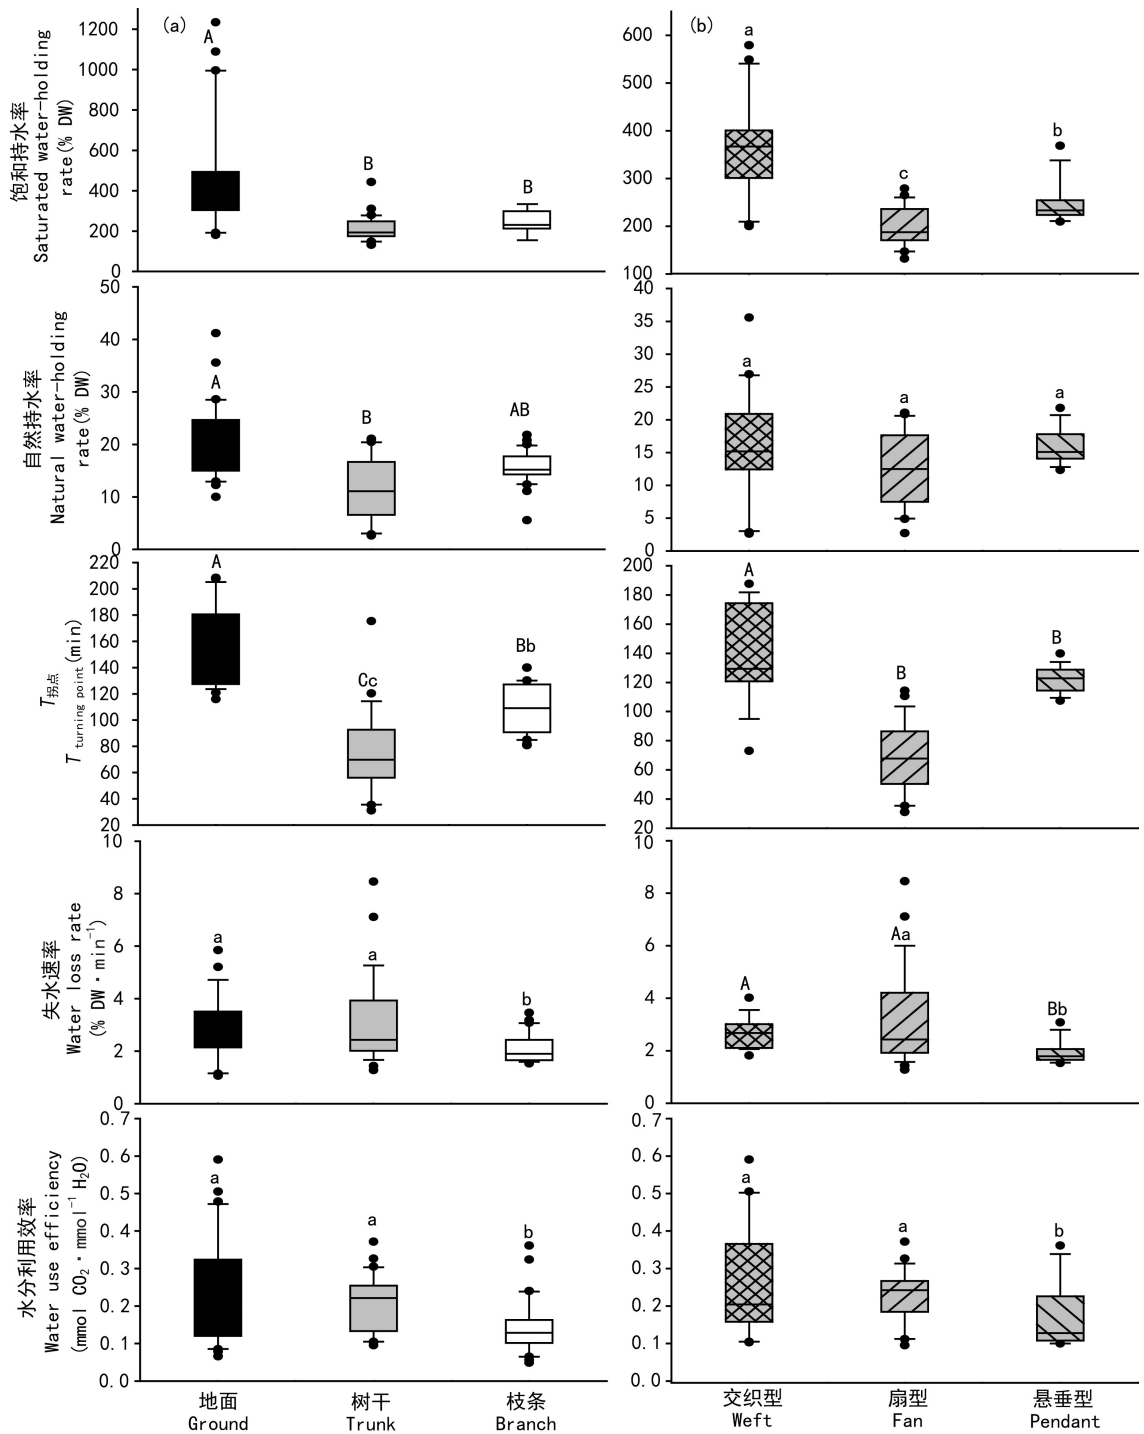 (a)
饱和持水率
Saturated water-holding
rate(% DW)
1200
1000
800
600
400
200
0
A
B
B
(b)
600
500
400
300
200
100
a
c
b
自然持水率
Natural water-holding
rate(% DW)
50
40
30
20
10
0
A
B
AB
40
35
30
25
20
15
10
5
0
a
a
a
T拐点
T turning point(min)
220
200
180
160
140
120
100
80
60
40
20
A
Cc
Bb
200
180
160
140
120
100
80
60
40
20
A
B
B
失水速率
Water loss rate
(% DW·min⁻¹)
10
8
6
4
2
0
a
a
b
10
8
6
4
2
0
A
Aa
Bb
水分利用效率
Water use efficiency
(mmol CO₂·mmol⁻¹ H₂O)
0.7
0.6
0.5
0.4
0.3
0.2
0.1
0.0
a
a
b
0.7
0.6
0.5
0.4
0.3
0.2
0.1
0.0
a
a
b
地面 树干 枝条
Ground Trunk Branch
交织型 扇型 悬垂型
Weft Fan Pendant